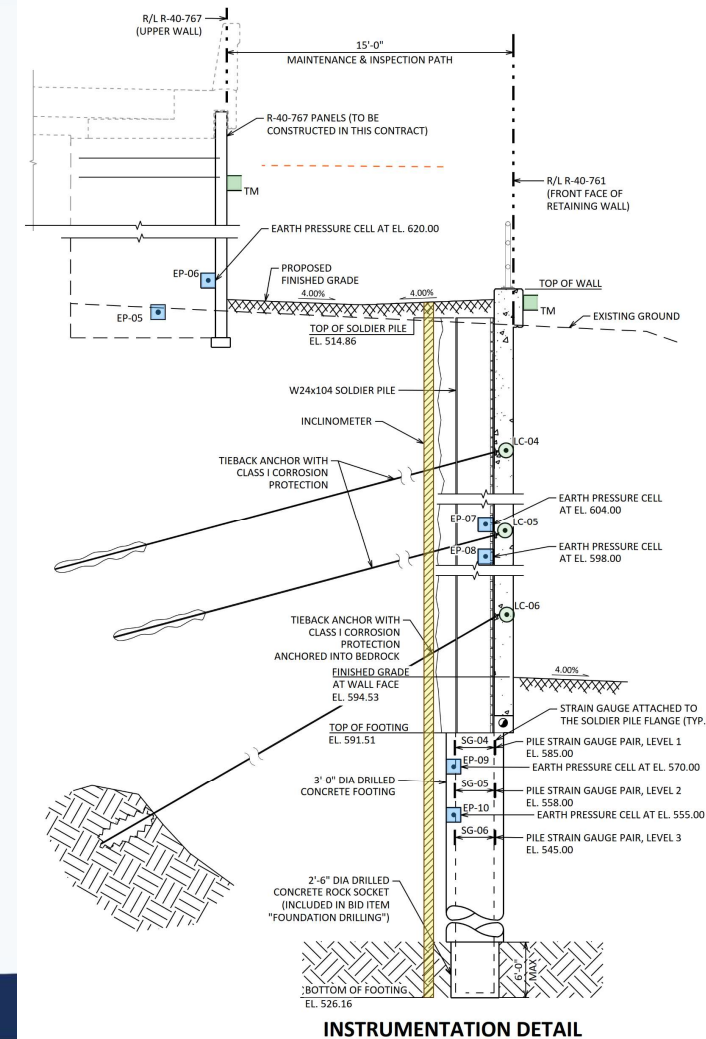 R/L R-40-767
(UPPER WALL)
15'-0"
MAINTENANCE & INSPECTION PATH
R-40-767 PANELS (TO BE
CONSTRUCTED IN THIS CONTRACT)
TM
R/L R-40-761
(FRONT FACE OF
RETAINING WALL)
EARTH PRESSURE CELL AT EL. 620.00
EP-06
PROPOSED
FINISHED GRADE
4.00%
4.00%
TOP OF WALL
TM
EP-05
EXISTING GROUND
TOP OF SOLDIER PILE
EL. 514.86
W24x104 SOLDIER PILE
INCLINOMETER
LC-04
TIEBACK ANCHOR WITH
CLASS I CORROSION
PROTECTION
EARTH PRESSURE CELL
AT EL. 604.00
EP-07
LC-05
EP-08
EARTH PRESSURE CELL
AT EL. 598.00
LC-06
TIEBACK ANCHOR WITH
CLASS I CORROSION
PROTECTION
ANCHORED INTO BEDROCK
4.00%
FINISHED GRADE
AT WALL FACE
EL. 594.53
STRAIN GAUGE ATTACHED TO
THE SOLDIER PILE FLANGE (TYP.
TOP OF FOOTING
EL. 591.51
SG-04
PILE STRAIN GAUGE PAIR, LEVEL 1
EL. 585.00
EP-09
EARTH PRESSURE CELL AT EL. 570.00
3' 0" DIA DRILLED
CONCRETE FOOTING
SG-05
PILE STRAIN GAUGE PAIR, LEVEL 2
EL. 558.00
EP-10
EARTH PRESSURE CELL AT EL. 555.00
SG-06
PILE STRAIN GAUGE PAIR, LEVEL 3
EL. 545.00
2'-6" DIA DRILLED
CONCRETE ROCK SOCKET
(INCLUDED IN BID ITEM
"FOUNDATION DRILLING")
6'-0"
MAX
BOTTOM OF FOOTING
EL. 526.16
INSTRUMENTATION DETAIL